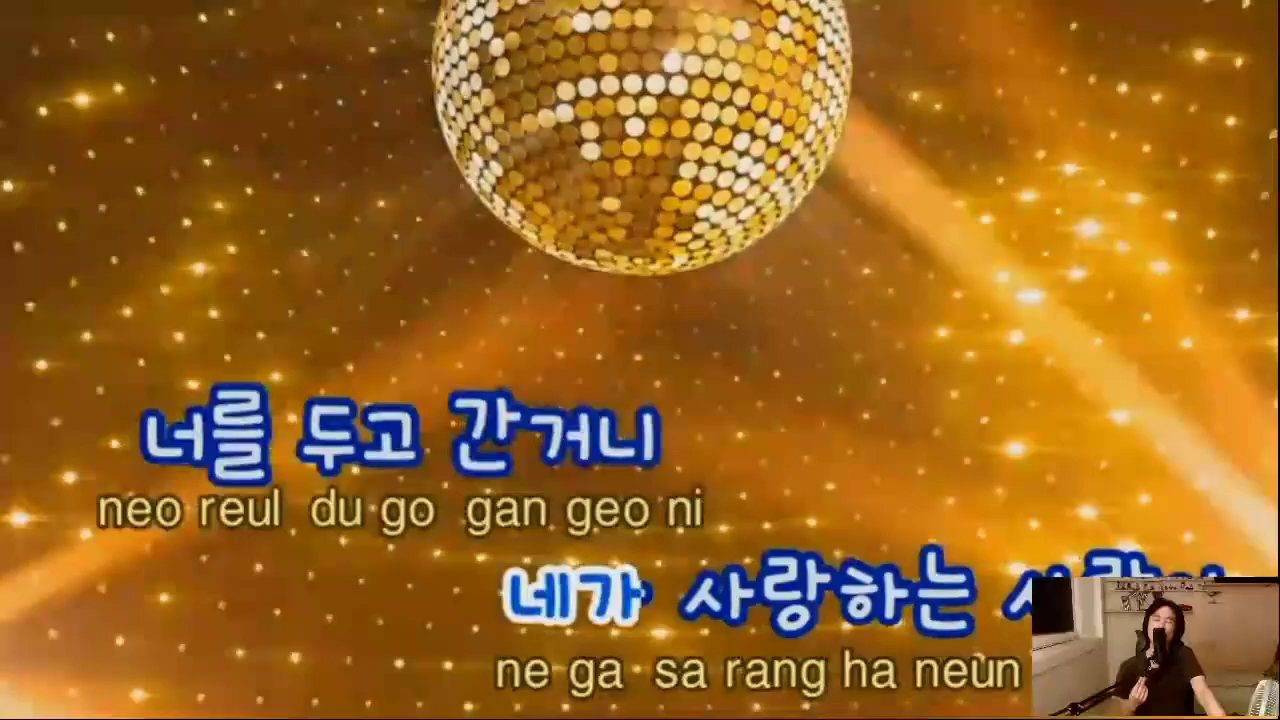 너를 두고 간거니
neo reul du go gan geo ni
네가 사랑하는
ne ga sa rang ha neun